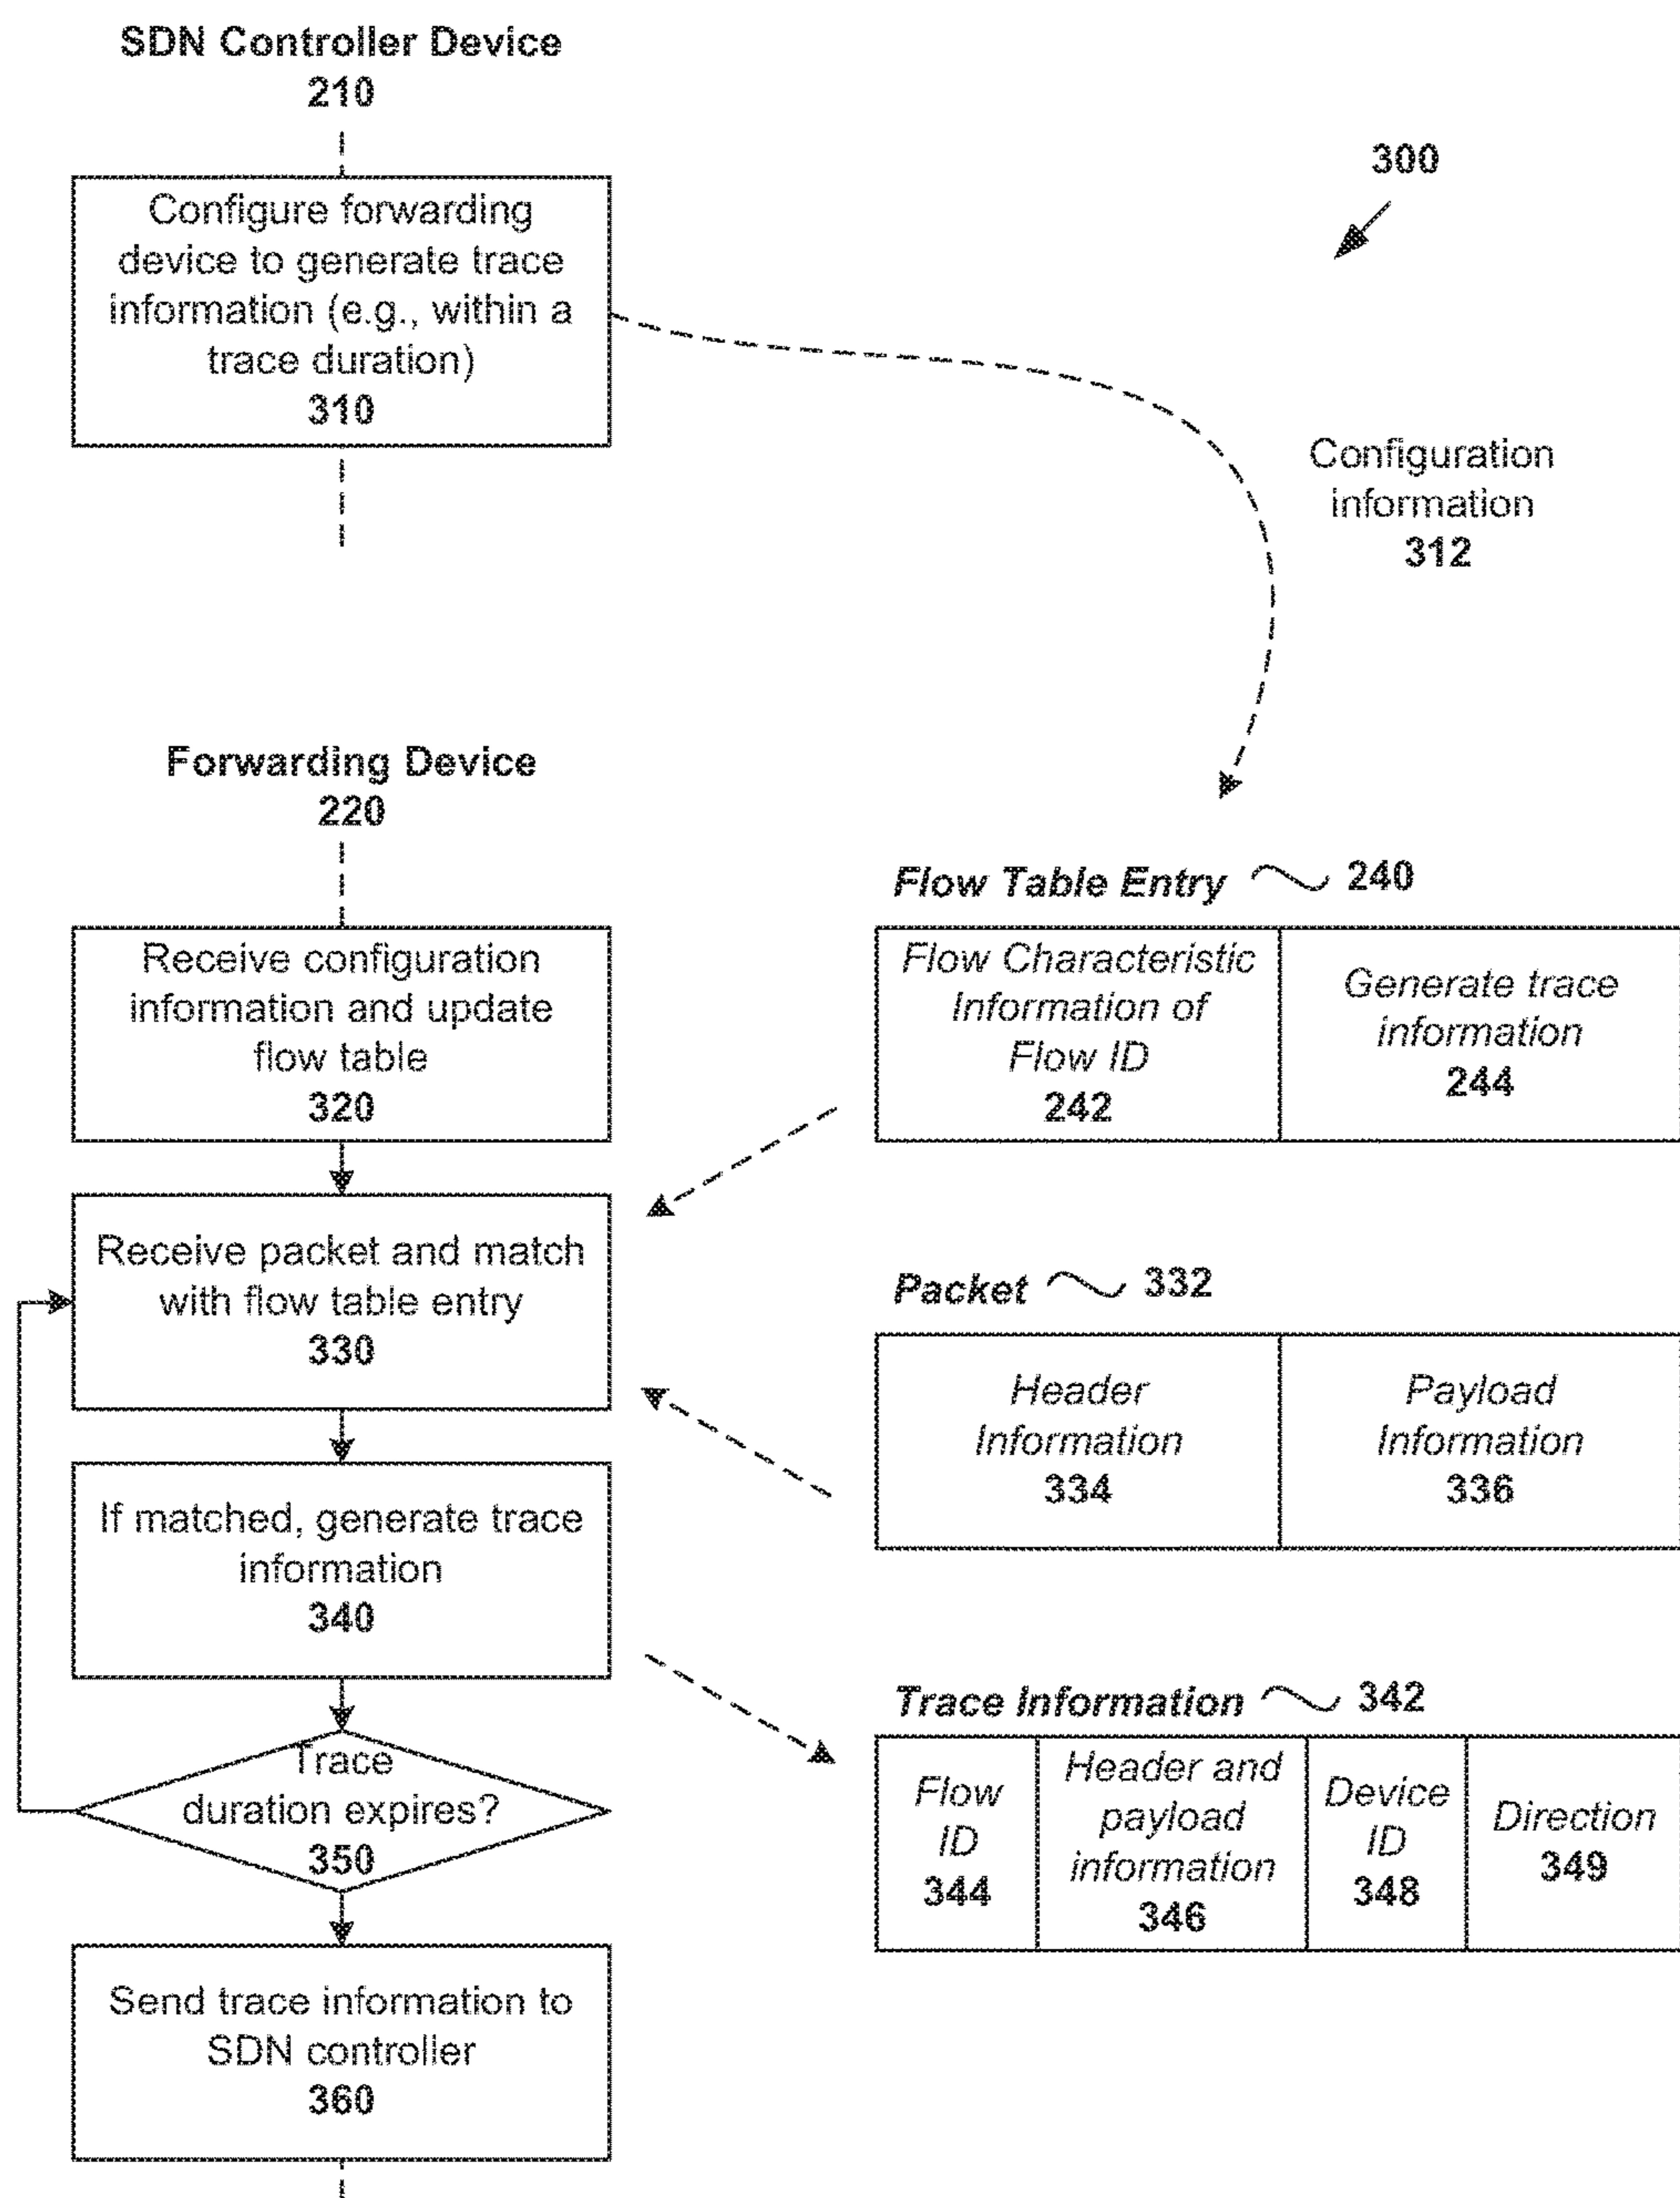 SDN Controller Device
210
300
Configure forwarding
device to generate trace
information (e.g., within a
trace duration)
310
Configuration
information
312
Forwarding Device
220
Receive configuration
information and update
flow table
320
Flow Table Entry 240
Flow Characteristic
Information of
Flow ID
242
Generate trace
information
244
Receive packet and match
with flow table entry
330
Packet 332
Header
Information
334
Payload
Information
336
If matched, generate trace
information
340
Trace Information 342
Flow
ID
344
Header and
payload
information
346
Device
ID
348
Direction
349
Trace
duration expires?
350
Send trace information to
SDN controller
360